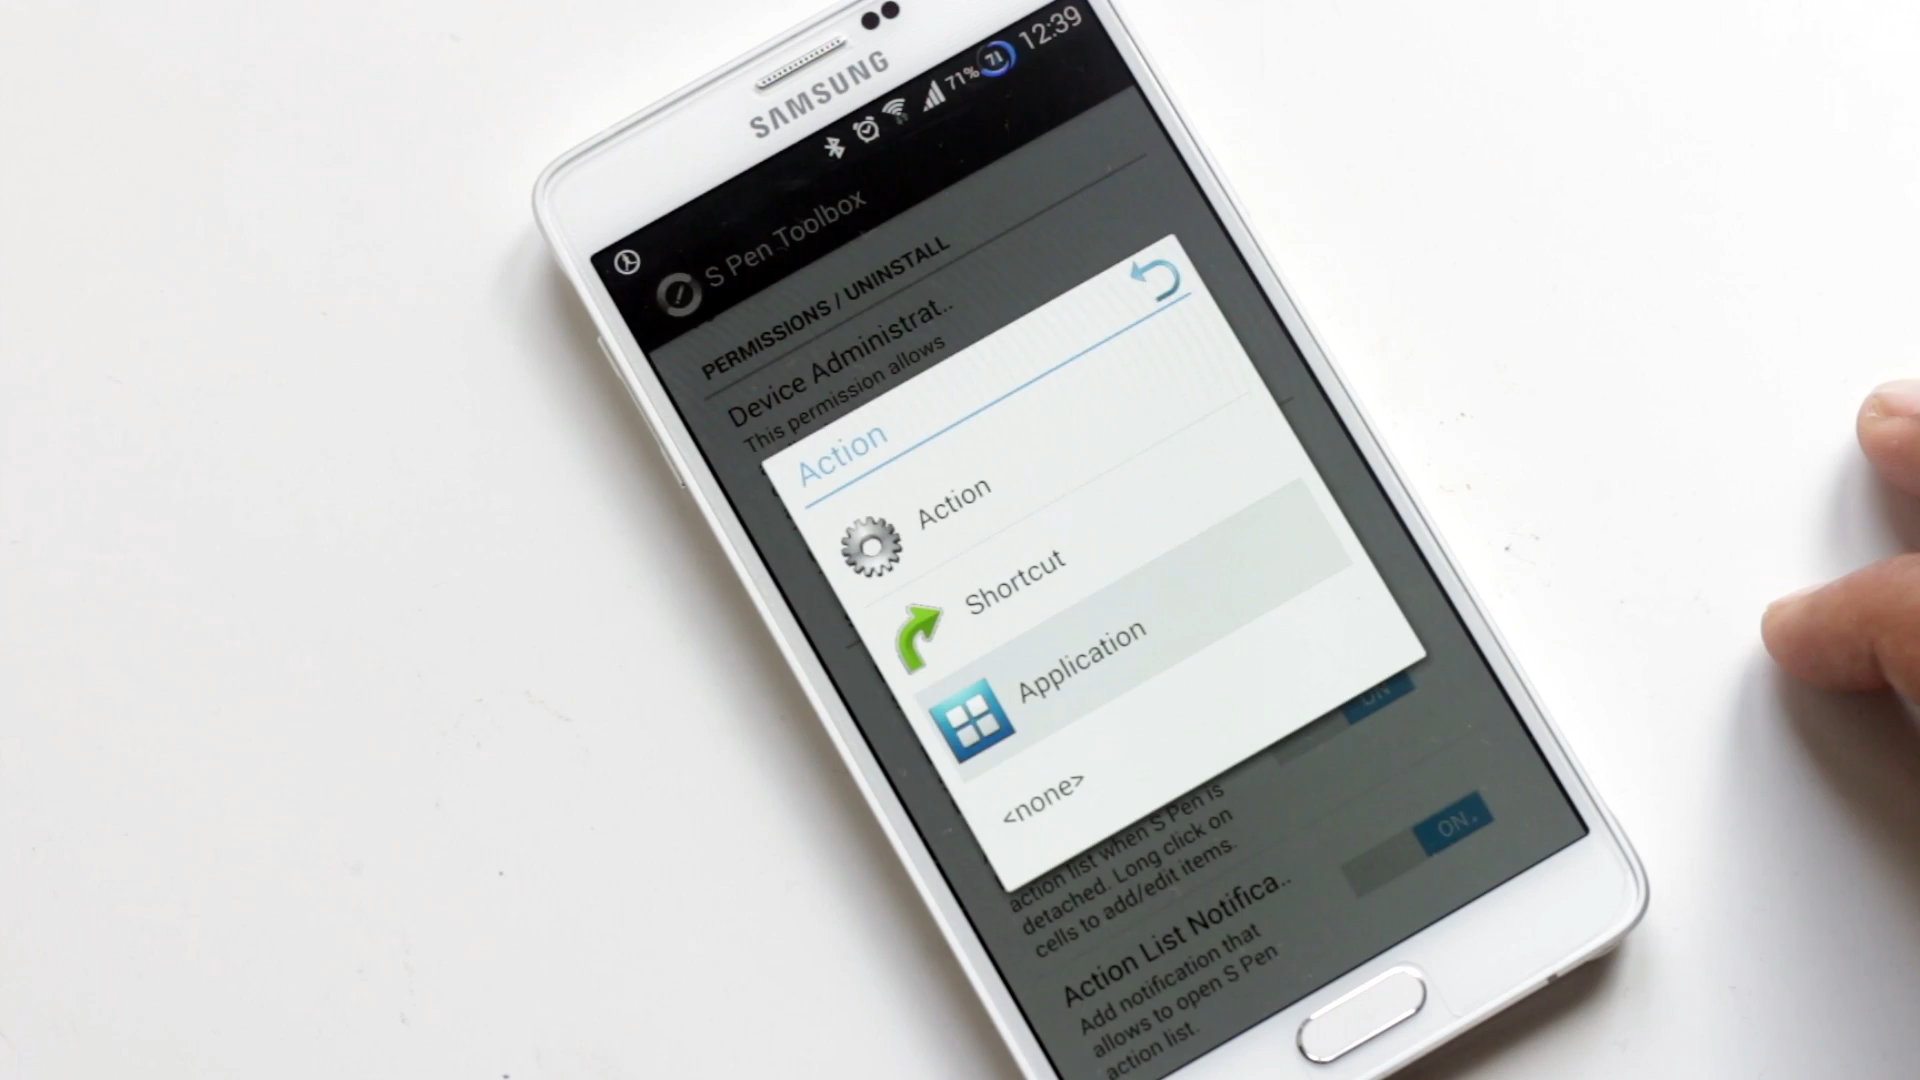 SAMSUNG
71%
71
12:39
S Pen Toolbox
PERMISSIONS / UNINSTALL
Device Administrat..
This permission allows
Action
Action
Shortcut
Application
<none>
ON
action list when S Pen is
detached. Long click on
cells to add/edit items.
ON
Action List Notifica..
Add notification that
allows to open S Pen
action list.